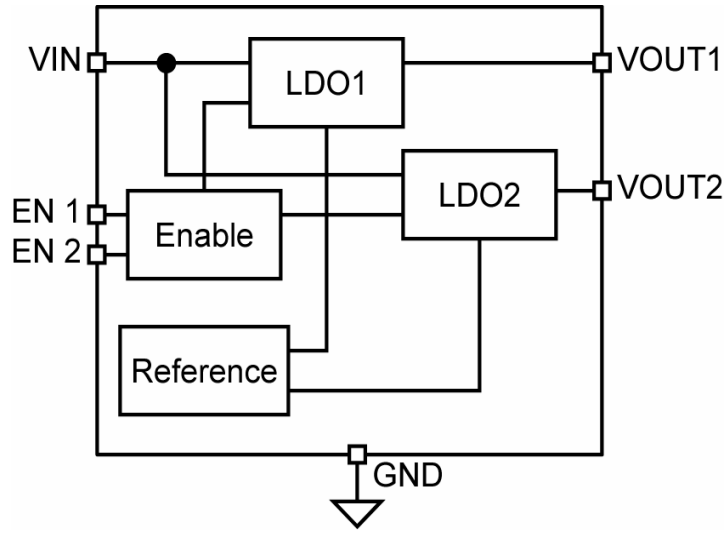 VIN
LDO1
VOUT1
LDO2
VOUT2
EN 1
EN 2
Enable
Reference
GND